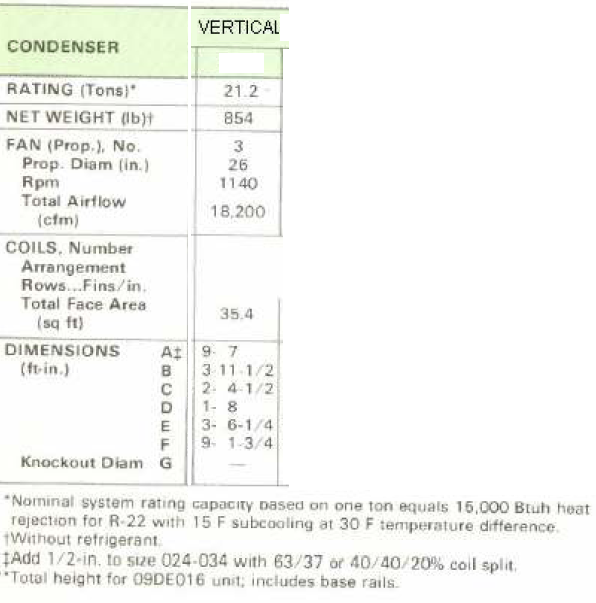 VERTICAL
CONDENSER
RATING (Tons)* 21.2
NET WEIGHT (lb)† 854
FAN (Prop.), No. 3
Prop. Diam (in.) 26
Rpm 1140
Total Airflow
(cfm) 18,200
COILS, Number
Arrangement
Rows...Fins/in.
Total Face Area
(sq ft) 35.4
DIMENSIONS A‡ 9- 7
(ft-in.) B 3-11-1/2
C 2- 4-1/2
D 1- 8
E 3- 6-1/4
F 9- 1-3/4
Knockout Diam G —
*Nominal system rating capacity based on one ton equals 15,000 Btuh heat
rejection for R-22 with 15 F subcooling at 30 F temperature difference.
†Without refrigerant.
‡Add 1/2-in. to size 024-034 with 63/37 or 40/40/20% coil split.
**Total height for 09DE016 unit; includes base rails.